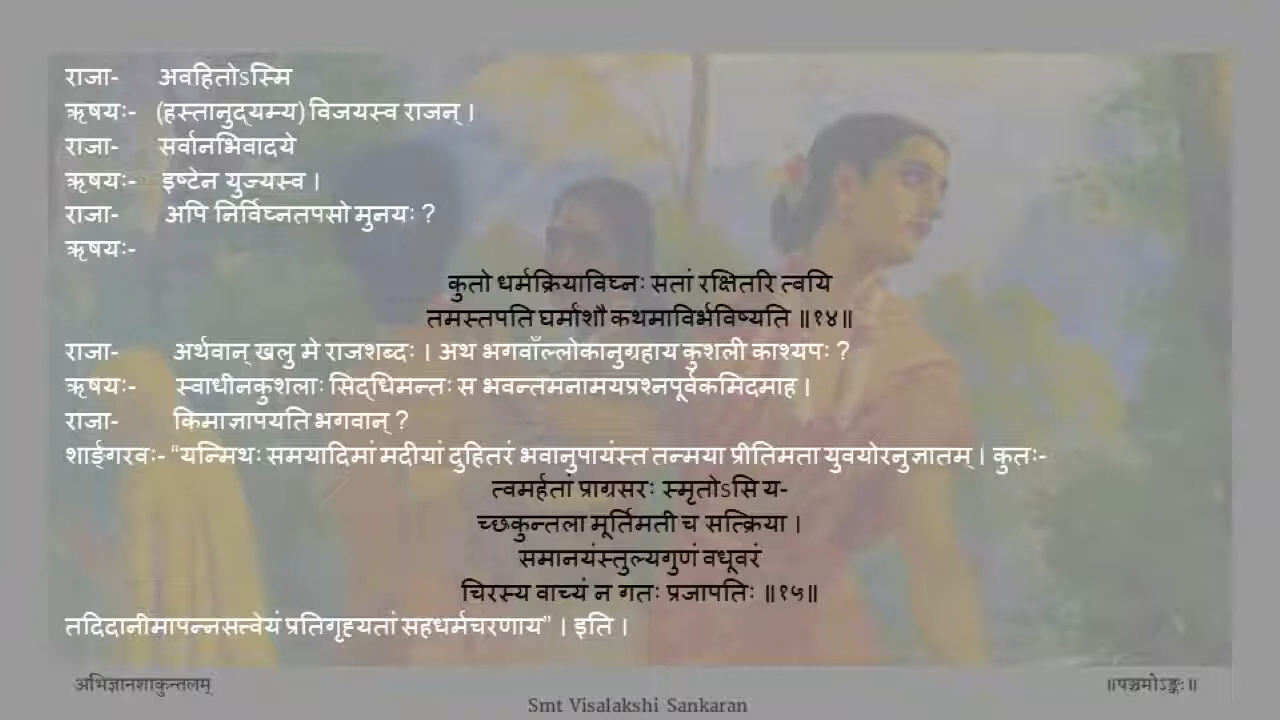 राजा- अवहितोऽस्मि
ऋषयः- (हस्तानुद्यम्य) विजयस्व राजन् ।
राजा- सर्वानभिवादये
ऋषयः- इष्टेन युज्यस्व ।
राजा- अपि निर्विघ्नतपसो मुनयः ?
ऋषयः-
कुतो धर्मक्रियाविघ्नः सतां रक्षितरि त्वयि
तमस्तपति घर्मांशौ कथमाविर्भविष्यति ॥१४॥
राजा- अर्थवान् खलु मे राजशब्दः । अथ भगवाँल्लोकानुग्रहाय कुशली काश्यपः ?
ऋषयः- स्वाधीनकुशलाः सिद्धिमन्तः स भवन्तमनामयप्रश्नपूर्वकमिदमाह ।
राजा- किमाज्ञापयति भगवान् ?
शार्ङ्गरवः- “यन्मिथः समयादिमां मदीयां दुहितरं भवानुपायंस्त तन्मया प्रीतिमता युवयोरनुज्ञातम् । कुतः-
त्वमर्हतां प्राग्रसरः स्मृतोऽसि य-
च्छकुन्तला मूर्तिमती च सत्क्रिया ।
समानयंस्तुल्यगुणं वधूवरं
चिरस्य वाच्यं न गतः प्रजापतिः ॥१५॥
तदिदानीमापन्नसत्त्वेयं प्रतिगृह्यतां सहधर्मचरणाय” । इति ।
अभिज्ञानशाकुन्तलम्
॥पञ्चमोऽङ्कः॥
Smt Visalakshi Sankaran